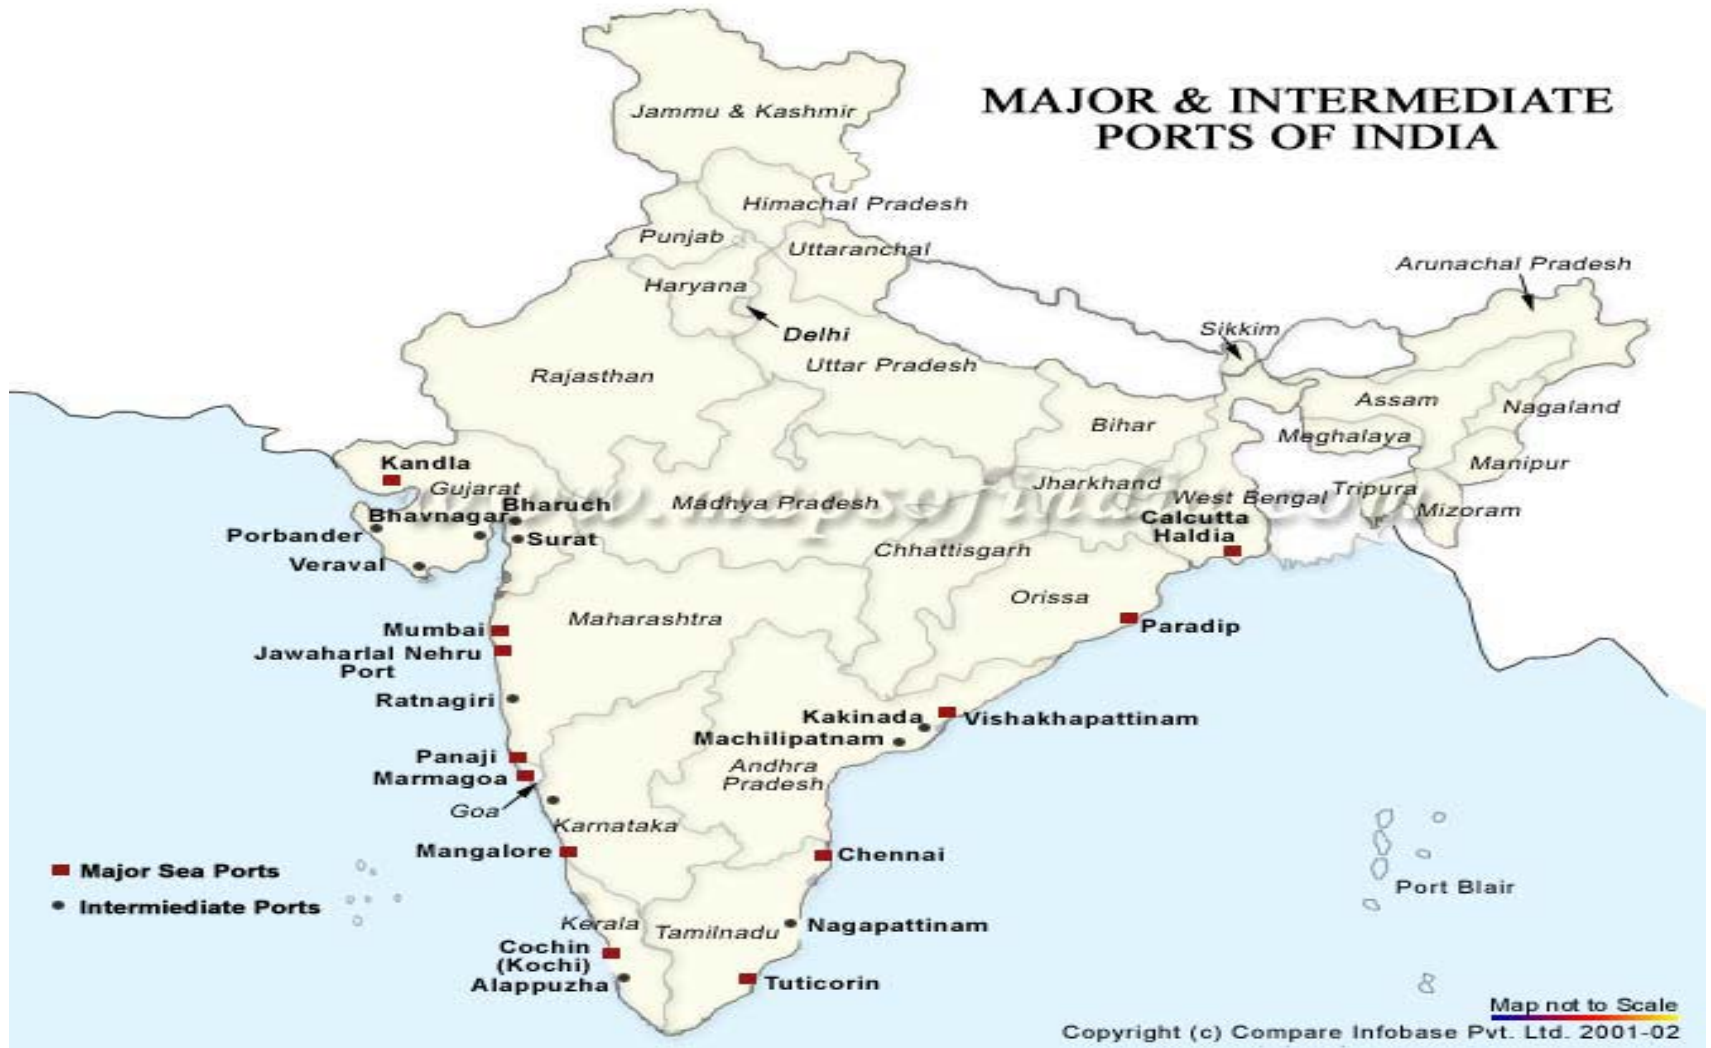 MAJOR & INTERMEDIATE
PORTS OF INDIA
Jammu & Kashmir
Himachal Pradesh
Punjab
Uttaranchal
Haryana
Delhi
Arunachal Pradesh
Sikkim
Uttar Pradesh
Rajasthan
Assam
Nagaland
Bihar
Meghalaya
Manipur
Kandla
Gujarat
Jharkhand
Tripura
West Bengal
Mizoram
Madhya Pradesh
www.mapsofindia.com
Bharuch
Bhavnagar
Calcutta
Haldia
Porbander
Surat
Chhattisgarh
Veraval
Orissa
Maharashtra
Paradip
Mumbai
Jawaharlal Nehru
Port
Ratnagiri
Kakinada
Vishakhapattinam
Machilipatnam
Panaji
Andhra
Pradesh
Marmagoa
Goa
Karnataka
Mangalore
Chennai
Major Sea Ports
Port Blair
Intermiediate Ports
Kerala
Tamilnadu
Nagapattinam
Cochin
(Kochi)
Alappuzha
Tuticorin
Map not to Scale
Copyright (c) Compare Infobase Pvt. Ltd. 2001-02